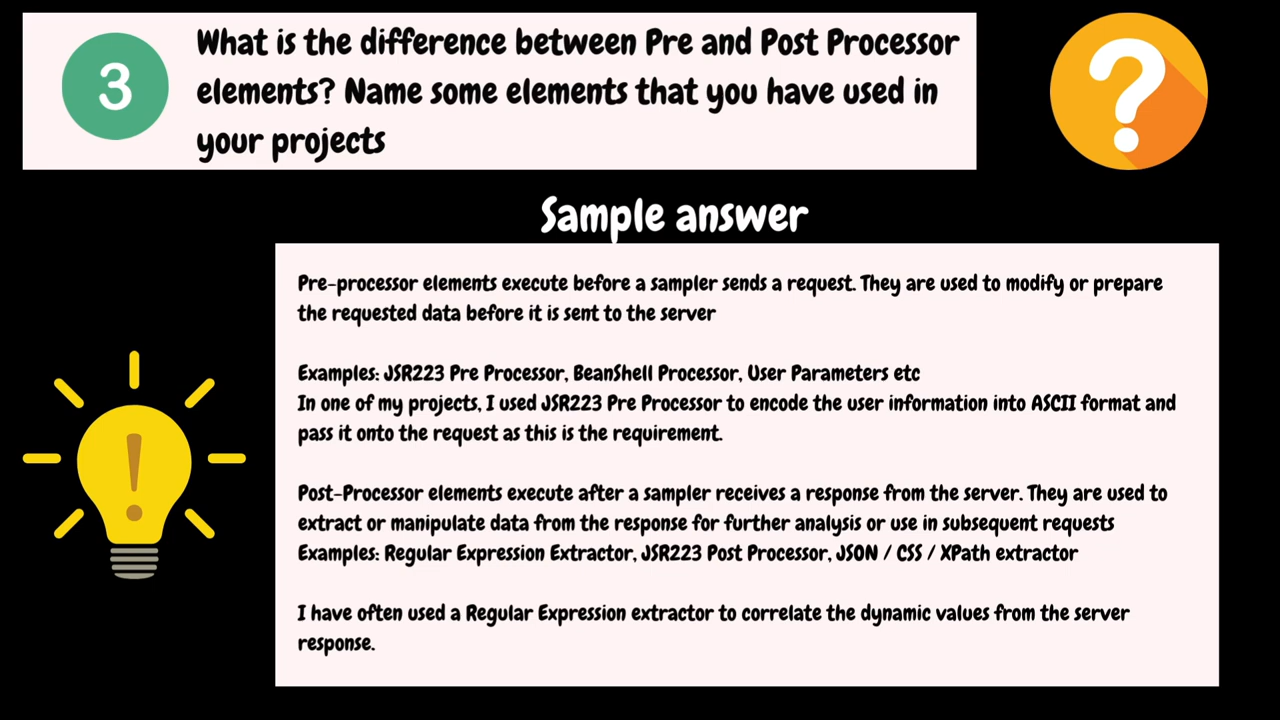 3
What is the difference between Pre and Post Processor
elements? Name some elements that you have used in
your projects
?
Sample answer
Pre-processor elements execute before a sampler sends a request. They are used to modify or prepare
the requested data before it is sent to the server
Examples: JSR223 Pre Processor, BeanShell Processor, User Parameters etc
In one of my projects, I used JSR223 Pre Processor to encode the user information into ASCII format and
pass it onto the request as this is the requirement.
!
Post-Processor elements execute after a sampler receives a response from the server. They are used to
extract or manipulate data from the response for further analysis or use in subsequent requests
Examples: Regular Expression Extractor, JSR223 Post Processor, JSON / CSS / XPath extractor
I have often used a Regular Expression extractor to correlate the dynamic values from the server
response.